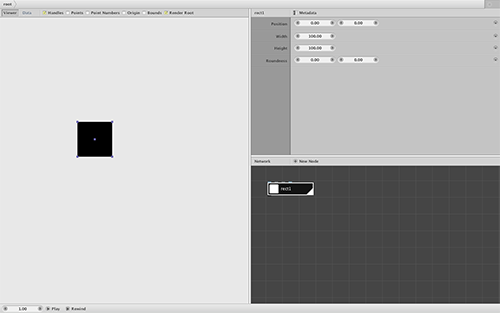 root
Viewer Data Handles Points Point Numbers Origin Bounds Render Root
rect1 Metadata
Position 0.00 0.00
Width 100.00
Height 100.00
Roundness 0.00 0.00
Network New Node
rect1
1.00 Play Rewind